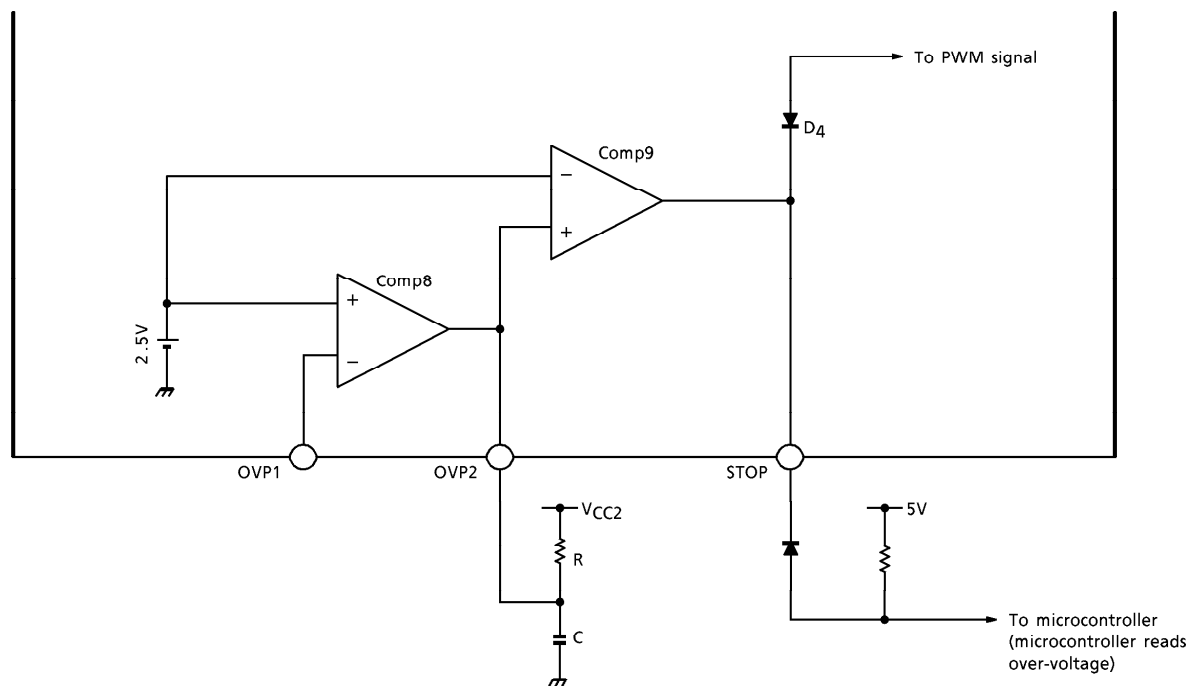 To PWM signal
D4
Comp9
−
+
Comp8
+
−
2.5V
OVP1
OVP2
STOP
VCC2
5V
R
C
To microcontroller
(microcontroller reads
over-voltage)